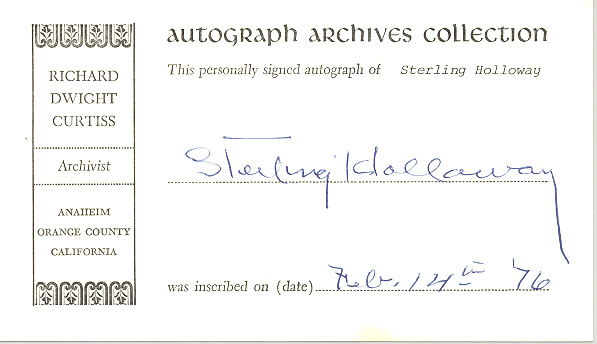 AUTOGRAPH ARCHIVES COLLECTION
This personally signed autograph of Sterling Holloway
RICHARD
DWIGHT
CURTISS
Archivist
ANAHEIM
ORANGE COUNTY
CALIFORNIA
Sterling Holloway
was inscribed on (date) Feb. 14th '76